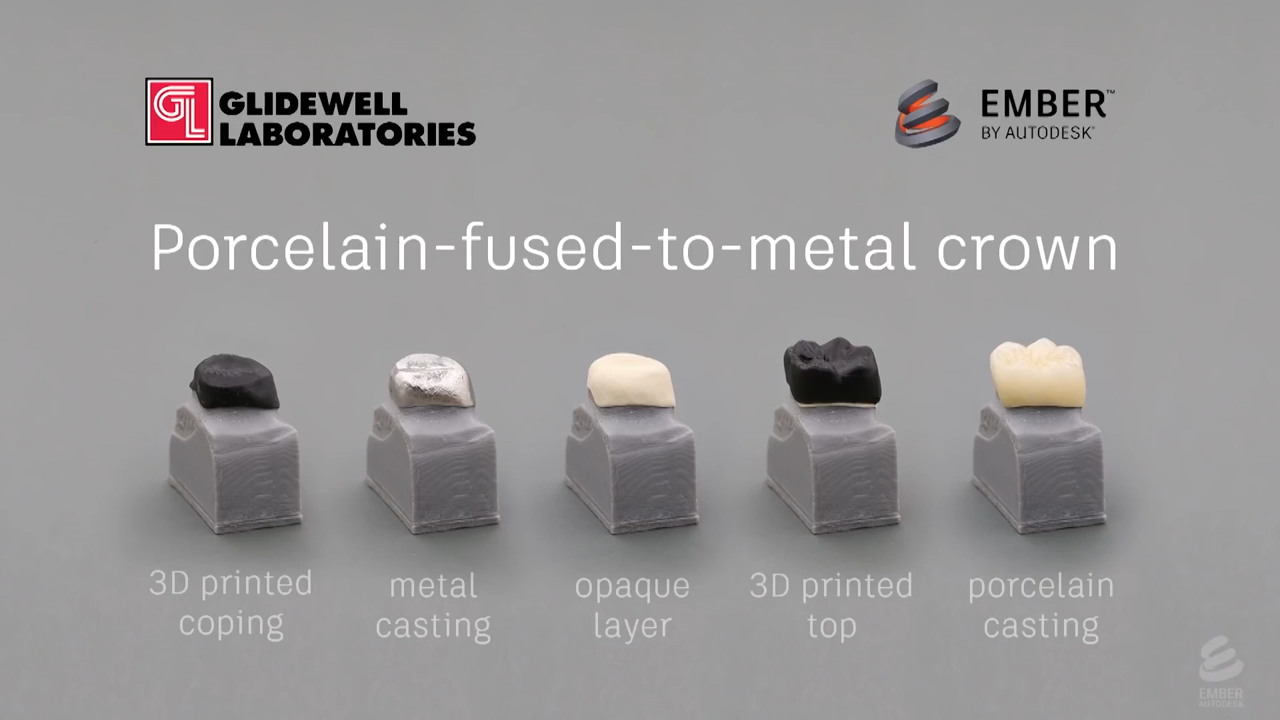 GL
GLIDEWELL
LABORATORIES
EMBER™
BY AUTODESK®
Porcelain-fused-to-metal crown
3D printed
coping
metal
casting
opaque
layer
3D printed
top
porcelain
casting
EMBER
AUTODESK